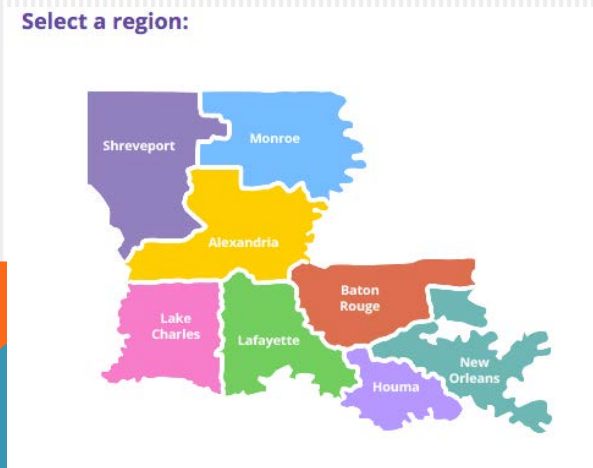 Select a region:
Shreveport
Monroe
Alexandria
Baton
Rouge
Lake
Charles
Lafayette
New
Orleans
Houma